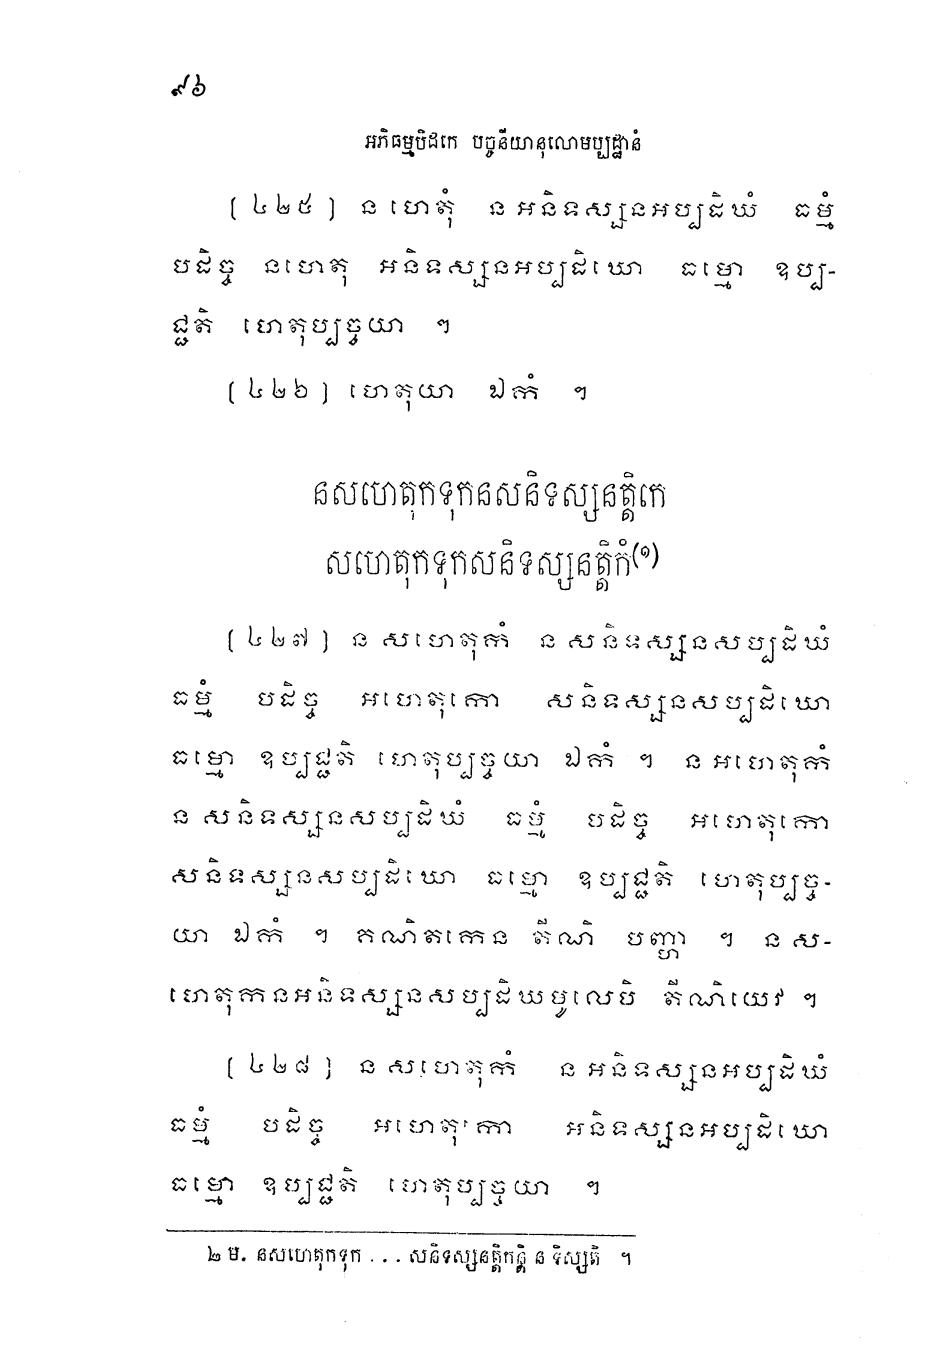 ៩៦
អភិធម្មបិដកេ បច្ចនីយានុលោមប្បដ្ឋានំ
(៤២៥) ន ហេតុំ ន អនិទស្សនអប្បដិឃំ ធម្មំ
បដិច្ច នហេតុ អនិទស្សនអប្បដិឃោ ធម្មោ ឧប្ប-
ជ្ជតិ ហេតុប្បច្ចយា ។
(៤២៦) ហេតុយា ឯកំ ។
នសហេតុកទុកនសនិទស្សនត្តិកេ
សហេតុកទុកសនិទស្សនត្តិកំ(១)
(៤២៧) ន សហេតុកំ ន សនិទស្សនសប្បដិឃំ
ធម្មំ បដិច្ច អហេតុកោ សនិទស្សនសប្បដិឃោ
ធម្មោ ឧប្បជ្ជតិ ហេតុប្បច្ចយា ឯកំ ។ ន អហេតុកំ
ន សនិទស្សនសប្បដិឃំ ធម្មំ បដិច្ច អហេតុកោ
សនិទស្សនសប្បដិឃោ ធម្មោ ឧប្បជ្ជតិ ហេតុប្បច្ច-
យា ឯកំ ។ គណិតកេន តីណិ បញ្ហា ។ ន ស-
ហេតុកនអនិទស្សនសប្បដិឃមូលេបិ តីណិយេវ ។
(៤២៨) ន សហេតុកំ ន អនិទស្សនអប្បដិឃំ
ធម្មំ បដិច្ច អហេតុកោ អនិទស្សនអប្បដិឃោ
ធម្មោ ឧប្បជ្ជតិ ហេតុប្បច្ចយា ។
២ ម. នសហេតុកទុក . . . សនិទស្សនត្តិកន្តិ ន ទិស្សតិ ។